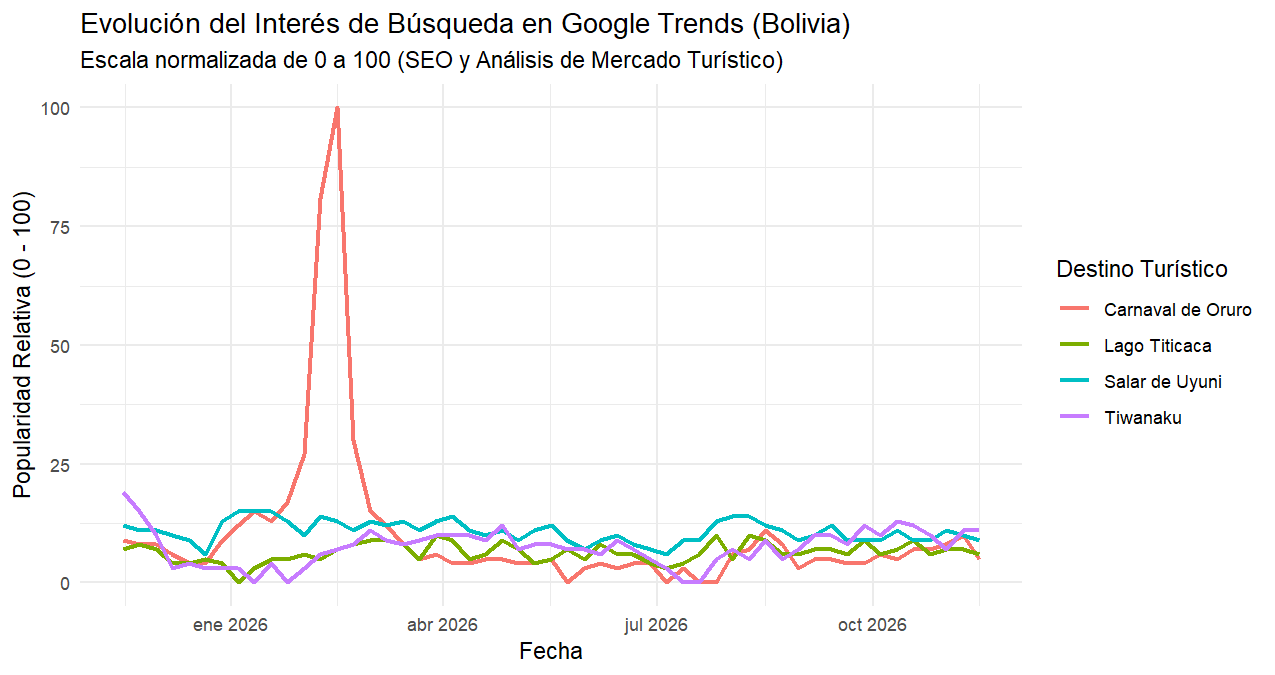 Evolución del Interés de Búsqueda en Google Trends (Bolivia)
Escala normalizada de 0 a 100 (SEO y Análisis de Mercado Turístico)
Popularidad Relativa (0 - 100)
100
75
50
25
0
ene 2026
abr 2026
jul 2026
oct 2026
Fecha
Destino Turístico
Carnaval de Oruro
Lago Titicaca
Salar de Uyuni
Tiwanaku